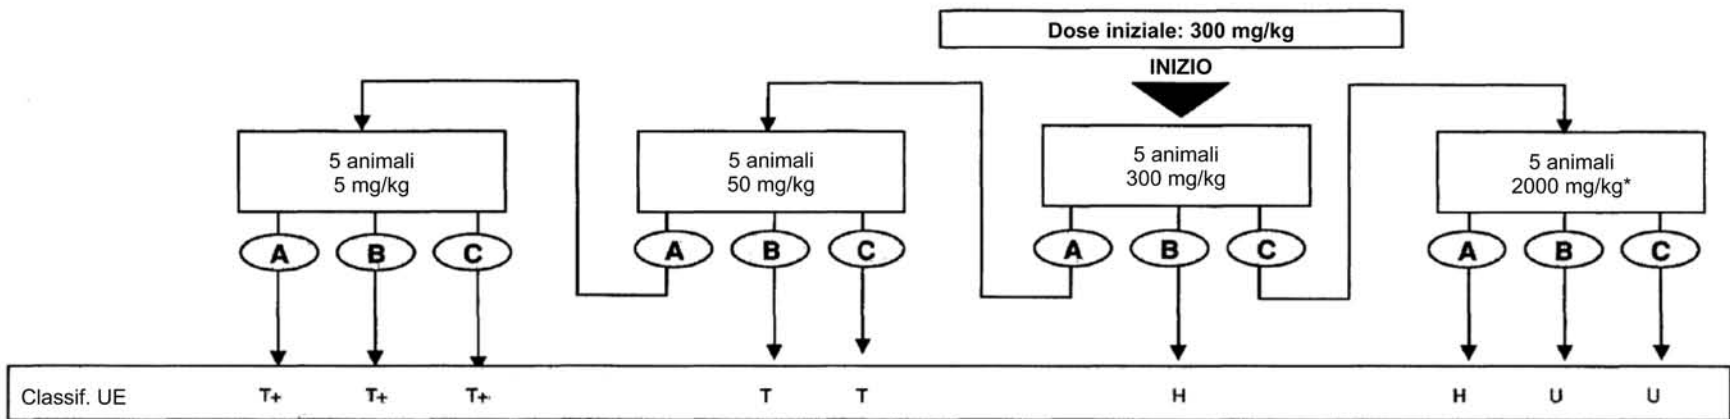 Dose iniziale: 300 mg/kg
INIZIO
5 animali
5 mg/kg
5 animali
50 mg/kg
5 animali
300 mg/kg
5 animali
2000 mg/kg*
A B C A B C A B C A B C
Classif. UE T+ T+ T+ T T H H U U